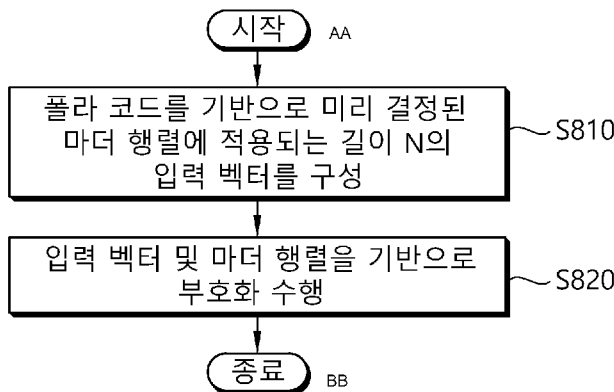 시작 AA
폴라 코드를 기반으로 미리 결정된
마더 행렬에 적용되는 길이 N의
입력 벡터를 구성
S810
입력 벡터 및 마더 행렬을 기반으로
부호화 수행
S820
종료 BB